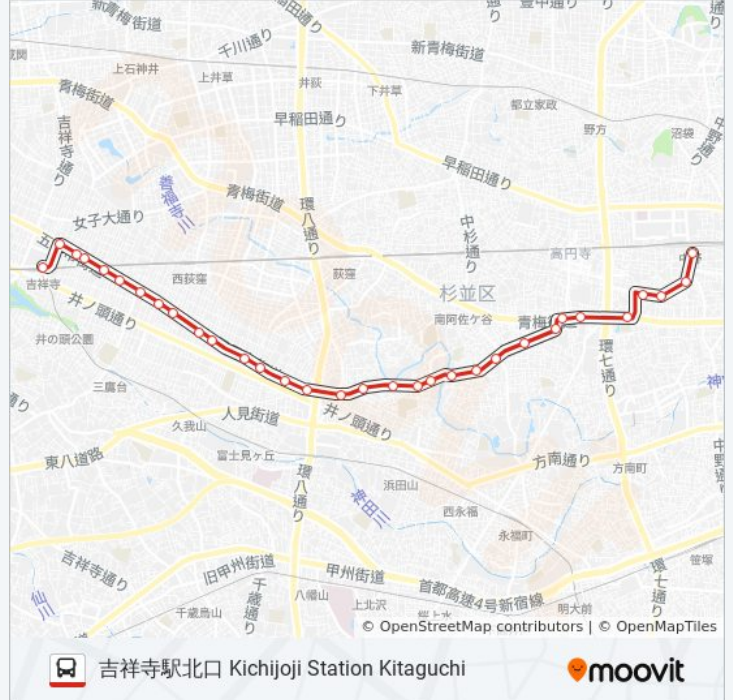 新青梅街道
豊中通り
千川通り
新青梅街道
上石神井
上井草
井荻
下井草
青梅街道
都立家政
早稲田通り
野方
沼袋
中野通り
吉祥寺通り
早稲田通り
善福寺川
青梅街道
環八通り
女子大通り
中杉通り
高円寺
西荻窪
荻窪
吉祥寺
杉並区
井ノ頭通り
南阿佐ケ谷
井の頭公園
環七通り
三鷹台
井ノ頭通り
人見街道
久我山
東八道路
富士見ヶ丘
方南通り
方南町
環八通り
浜田山
神田川
西永福
永福町
吉祥寺通り
旧甲州街道
甲州街道
環七通り
笹塚
仙川
千歳通り
八幡山
首都高速4号新宿線
千歳烏山
上北沢
桜上水
明大前
© OpenStreetMap contributors | © OpenMapTiles
吉祥寺駅北口 Kichijoji Station Kitaguchi
moovit